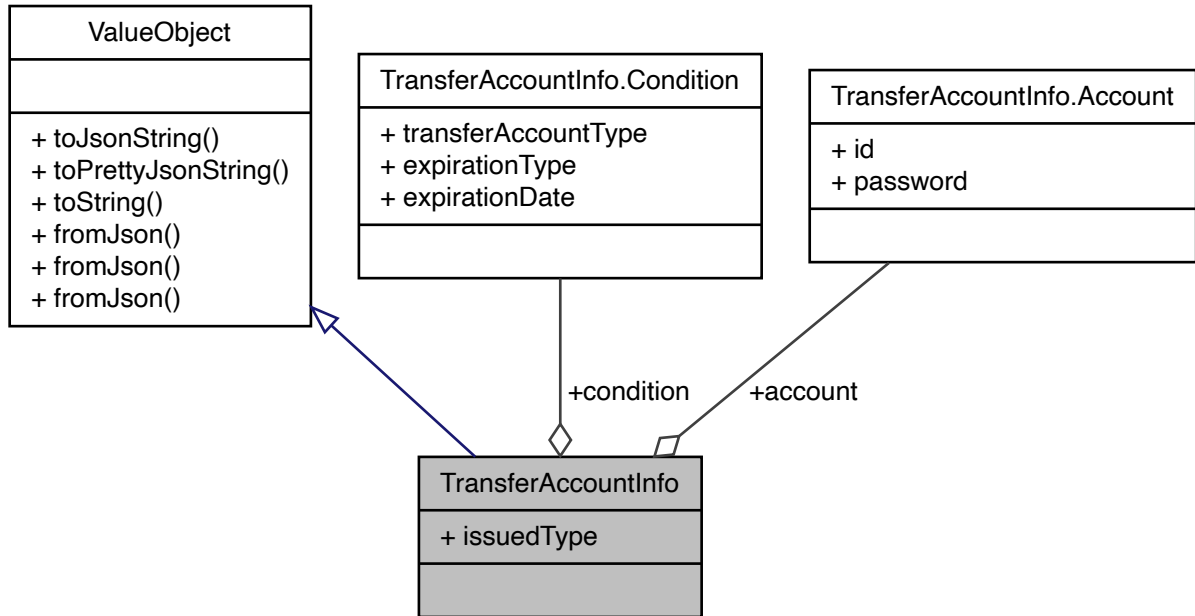 ValueObject
+ toJsonString()
+ toPrettyJsonString()
+ toString()
+ fromJson()
+ fromJson()
+ fromJson()
TransferAccountInfo.Condition
+ transferAccountType
+ expirationType
+ expirationDate
TransferAccountInfo.Account
+ id
+ password
+condition
+account
TransferAccountInfo
+ issuedType